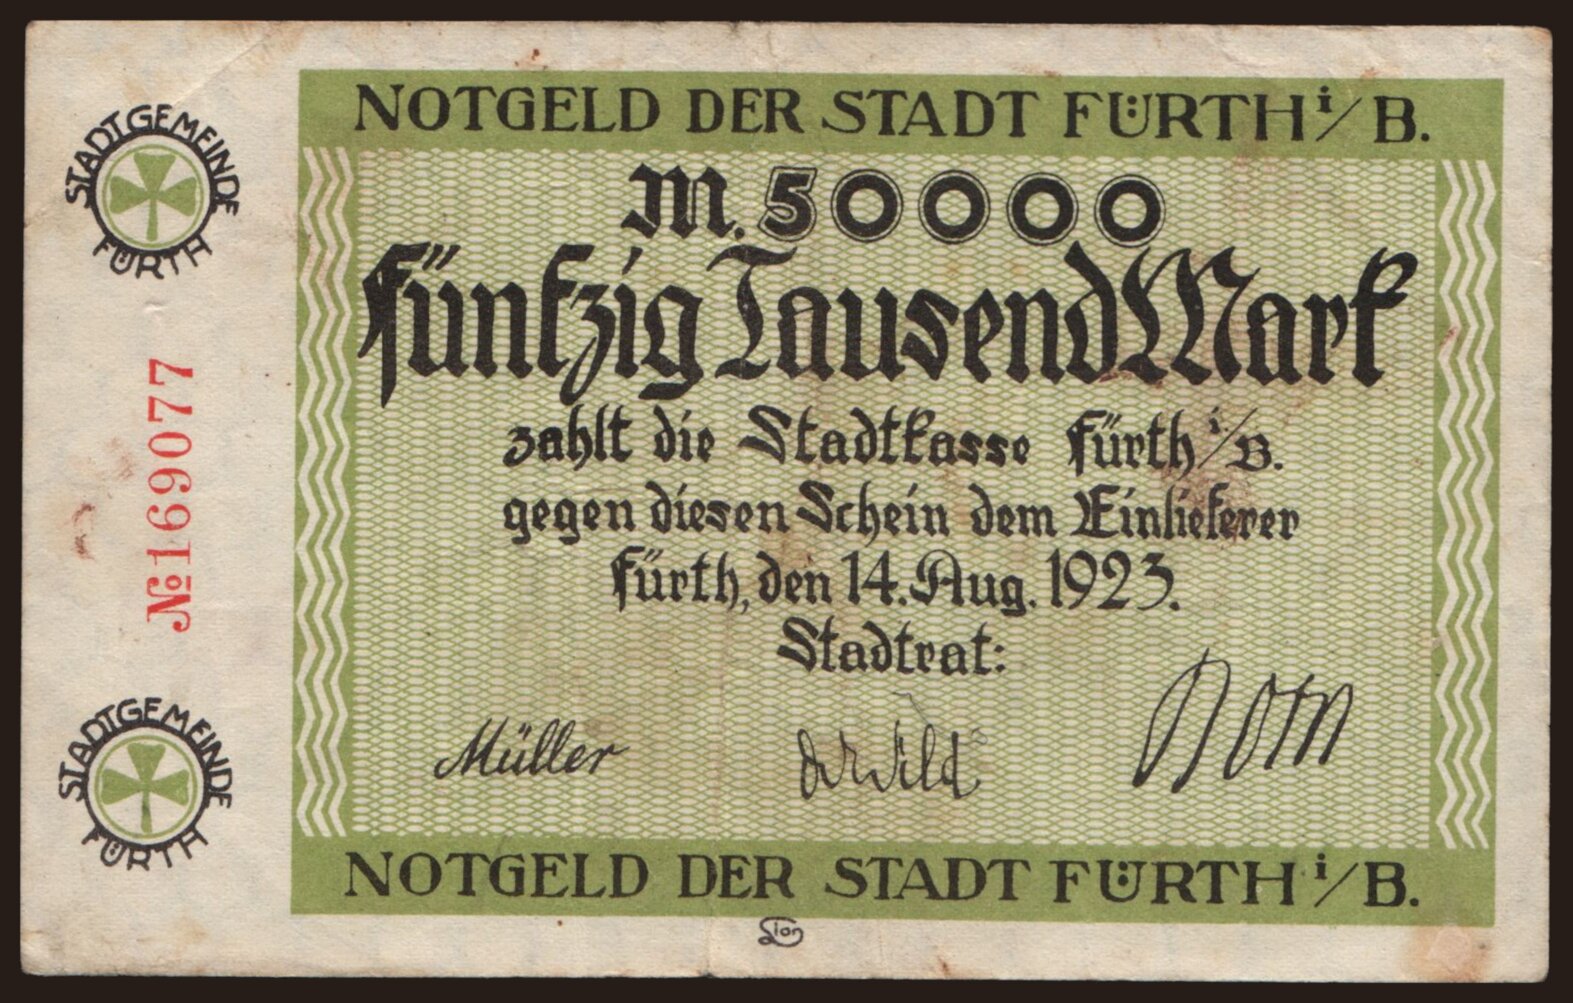 NOTGELD DER STADT FÜRTH i/B.
M. 50000
Fünfzig Tausend Mark
zahlt die Stadtkasse Fürth i/B.
gegen diesen Schein dem Einlieferer
Fürth, den 14. Aug. 1923.
Stadtrat:
Müller
Wild
NOTGELD DER STADT FÜRTH i/B.
STADTGEMEINDE FÜRTH
№169077
STADTGEMEINDE FÜRTH